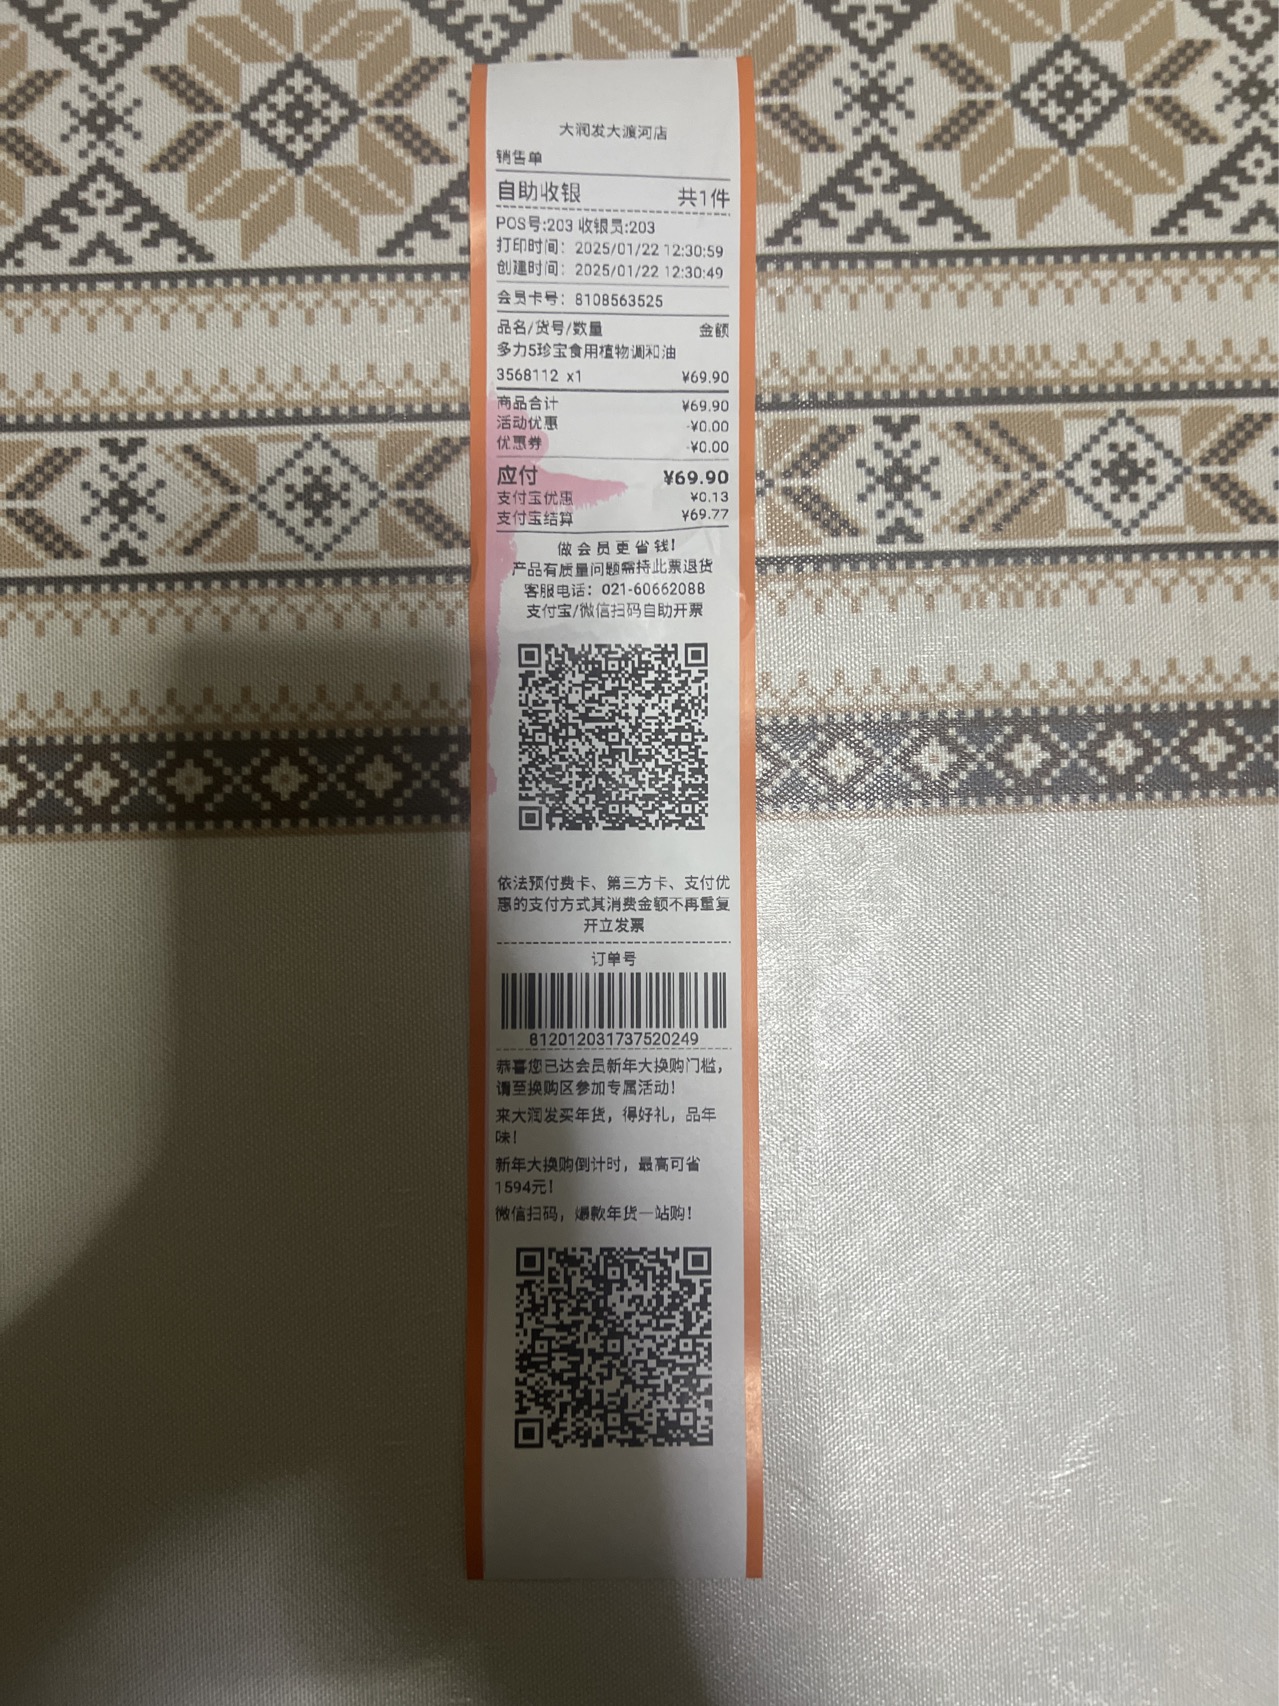 大润发大渡河店
销售单
自助收银 共1件
POS号:203 收银员:203
打印时间: 2025/01/22 12:30:59
创建时间: 2025/01/22 12:30:49
会员卡号: 8108563525
品名/货号/数量 金额
多力5珍宝食用植物调和油
3568112 x1 ¥69.90
商品合计 ¥69.90
活动优惠 -¥0.00
优惠券 -¥0.00
应付 ¥69.90
支付宝优惠 ¥0.13
支付宝结算 ¥69.77
做会员更省钱!
产品有质量问题需持此票退货
客服电话: 021-60662088
支付宝/微信扫码自助开票
依法预付费卡、第三方卡、支付优
惠的支付方式其消费金额不再重复
开立发票
订单号
812012031737520249
恭喜您已达会员新年大换购门槛,
请至换购区参加专属活动!
来大润发买年货, 得好礼, 品年
味!
新年大换购倒计时, 最高可省
1594元!
微信扫码, 爆款年货一站购!